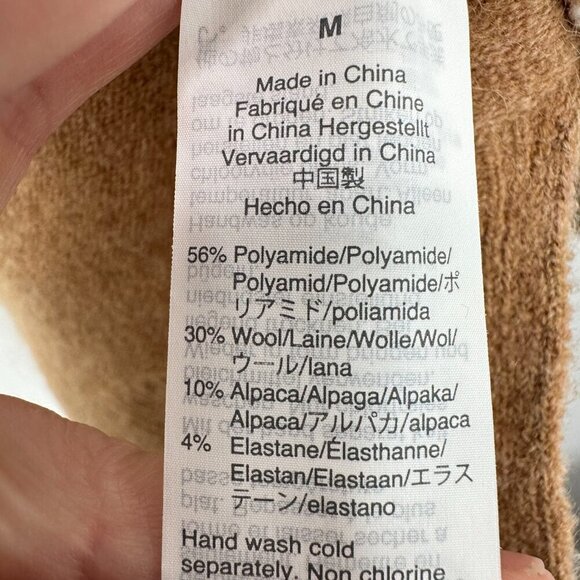 M
Made in China
Fabriqué en Chine
in China Hergestellt
Vervaardigd in China
中国製
Hecho en China
56% Polyamide/Polyamide/
Polyamid/Polyamide/ポ
リアミド/poliamida
30% Wool/Laine/Wolle/Wol/
ウール/lana
10% Alpaca/Alpaga/Alpaka/
Alpaca/アルパカ/alpaca
4% Elastane/Élasthanne/
Elastan/Elastaan/エラス
テーン/elastano
Hand wash cold
separately. Non chlorine